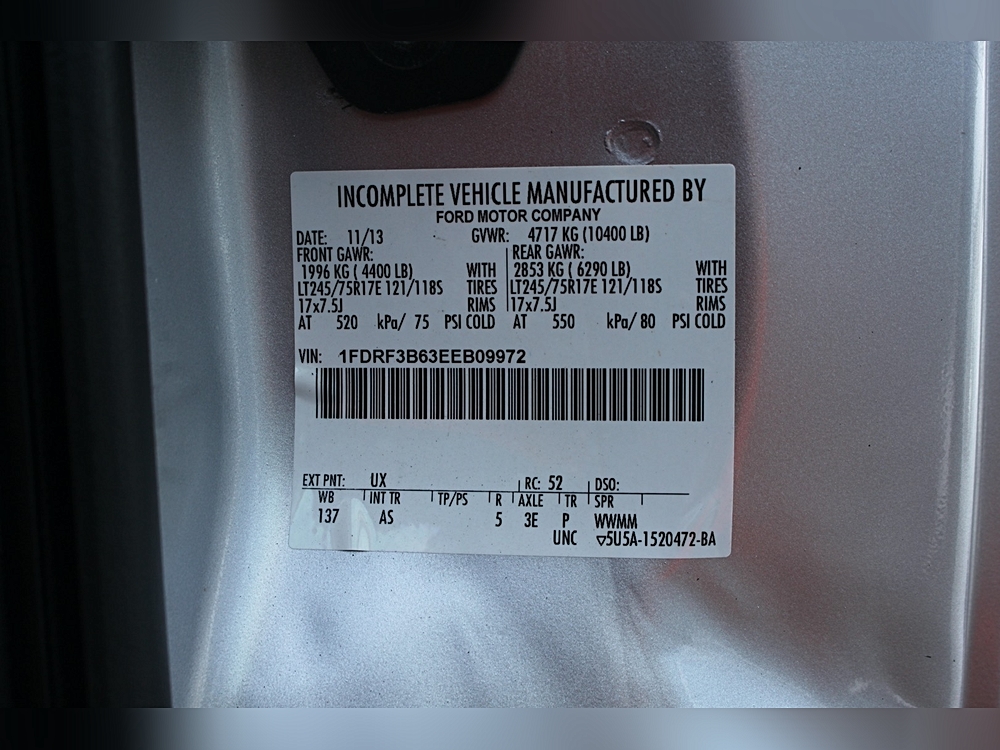 INCOMPLETE VEHICLE MANUFACTURED BY
FORD MOTOR COMPANY
DATE: 11/13 GVWR: 4717 KG (10400 LB)
FRONT GAWR: REAR GAWR:
1996 KG ( 4400 LB) WITH 2853 KG ( 6290 LB) WITH
LT245/75R17E 121/118S TIRES LT245/75R17E 121/118S TIRES
17x7.5J RIMS 17x7.5J RIMS
AT 520 kPa/ 75 PSI COLD AT 550 kPa/ 80 PSI COLD
VIN: 1FDRF3B63EEB09972
EXT PNT: UX RC: 52 DSO:
WB INT TR TP/PS R AXLE TR SPR
137 AS 5 3E P WWMM
UNC ▽5U5A-1520472-BA